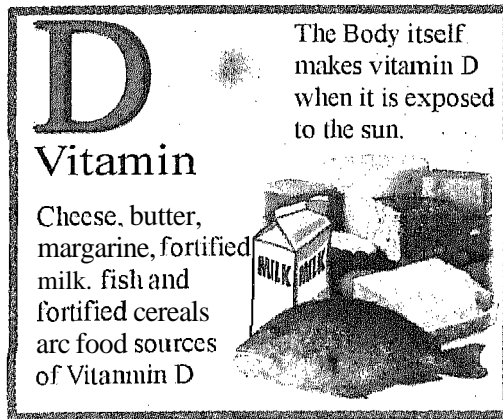 D
Vitamin
The Body itself
makes vitamin D
when it is exposed
to the sun.
Cheese, butter,
margarine, fortified
milk. fish and
fortified cereals
arc food sources
of Vitanmin D
MILK MILK